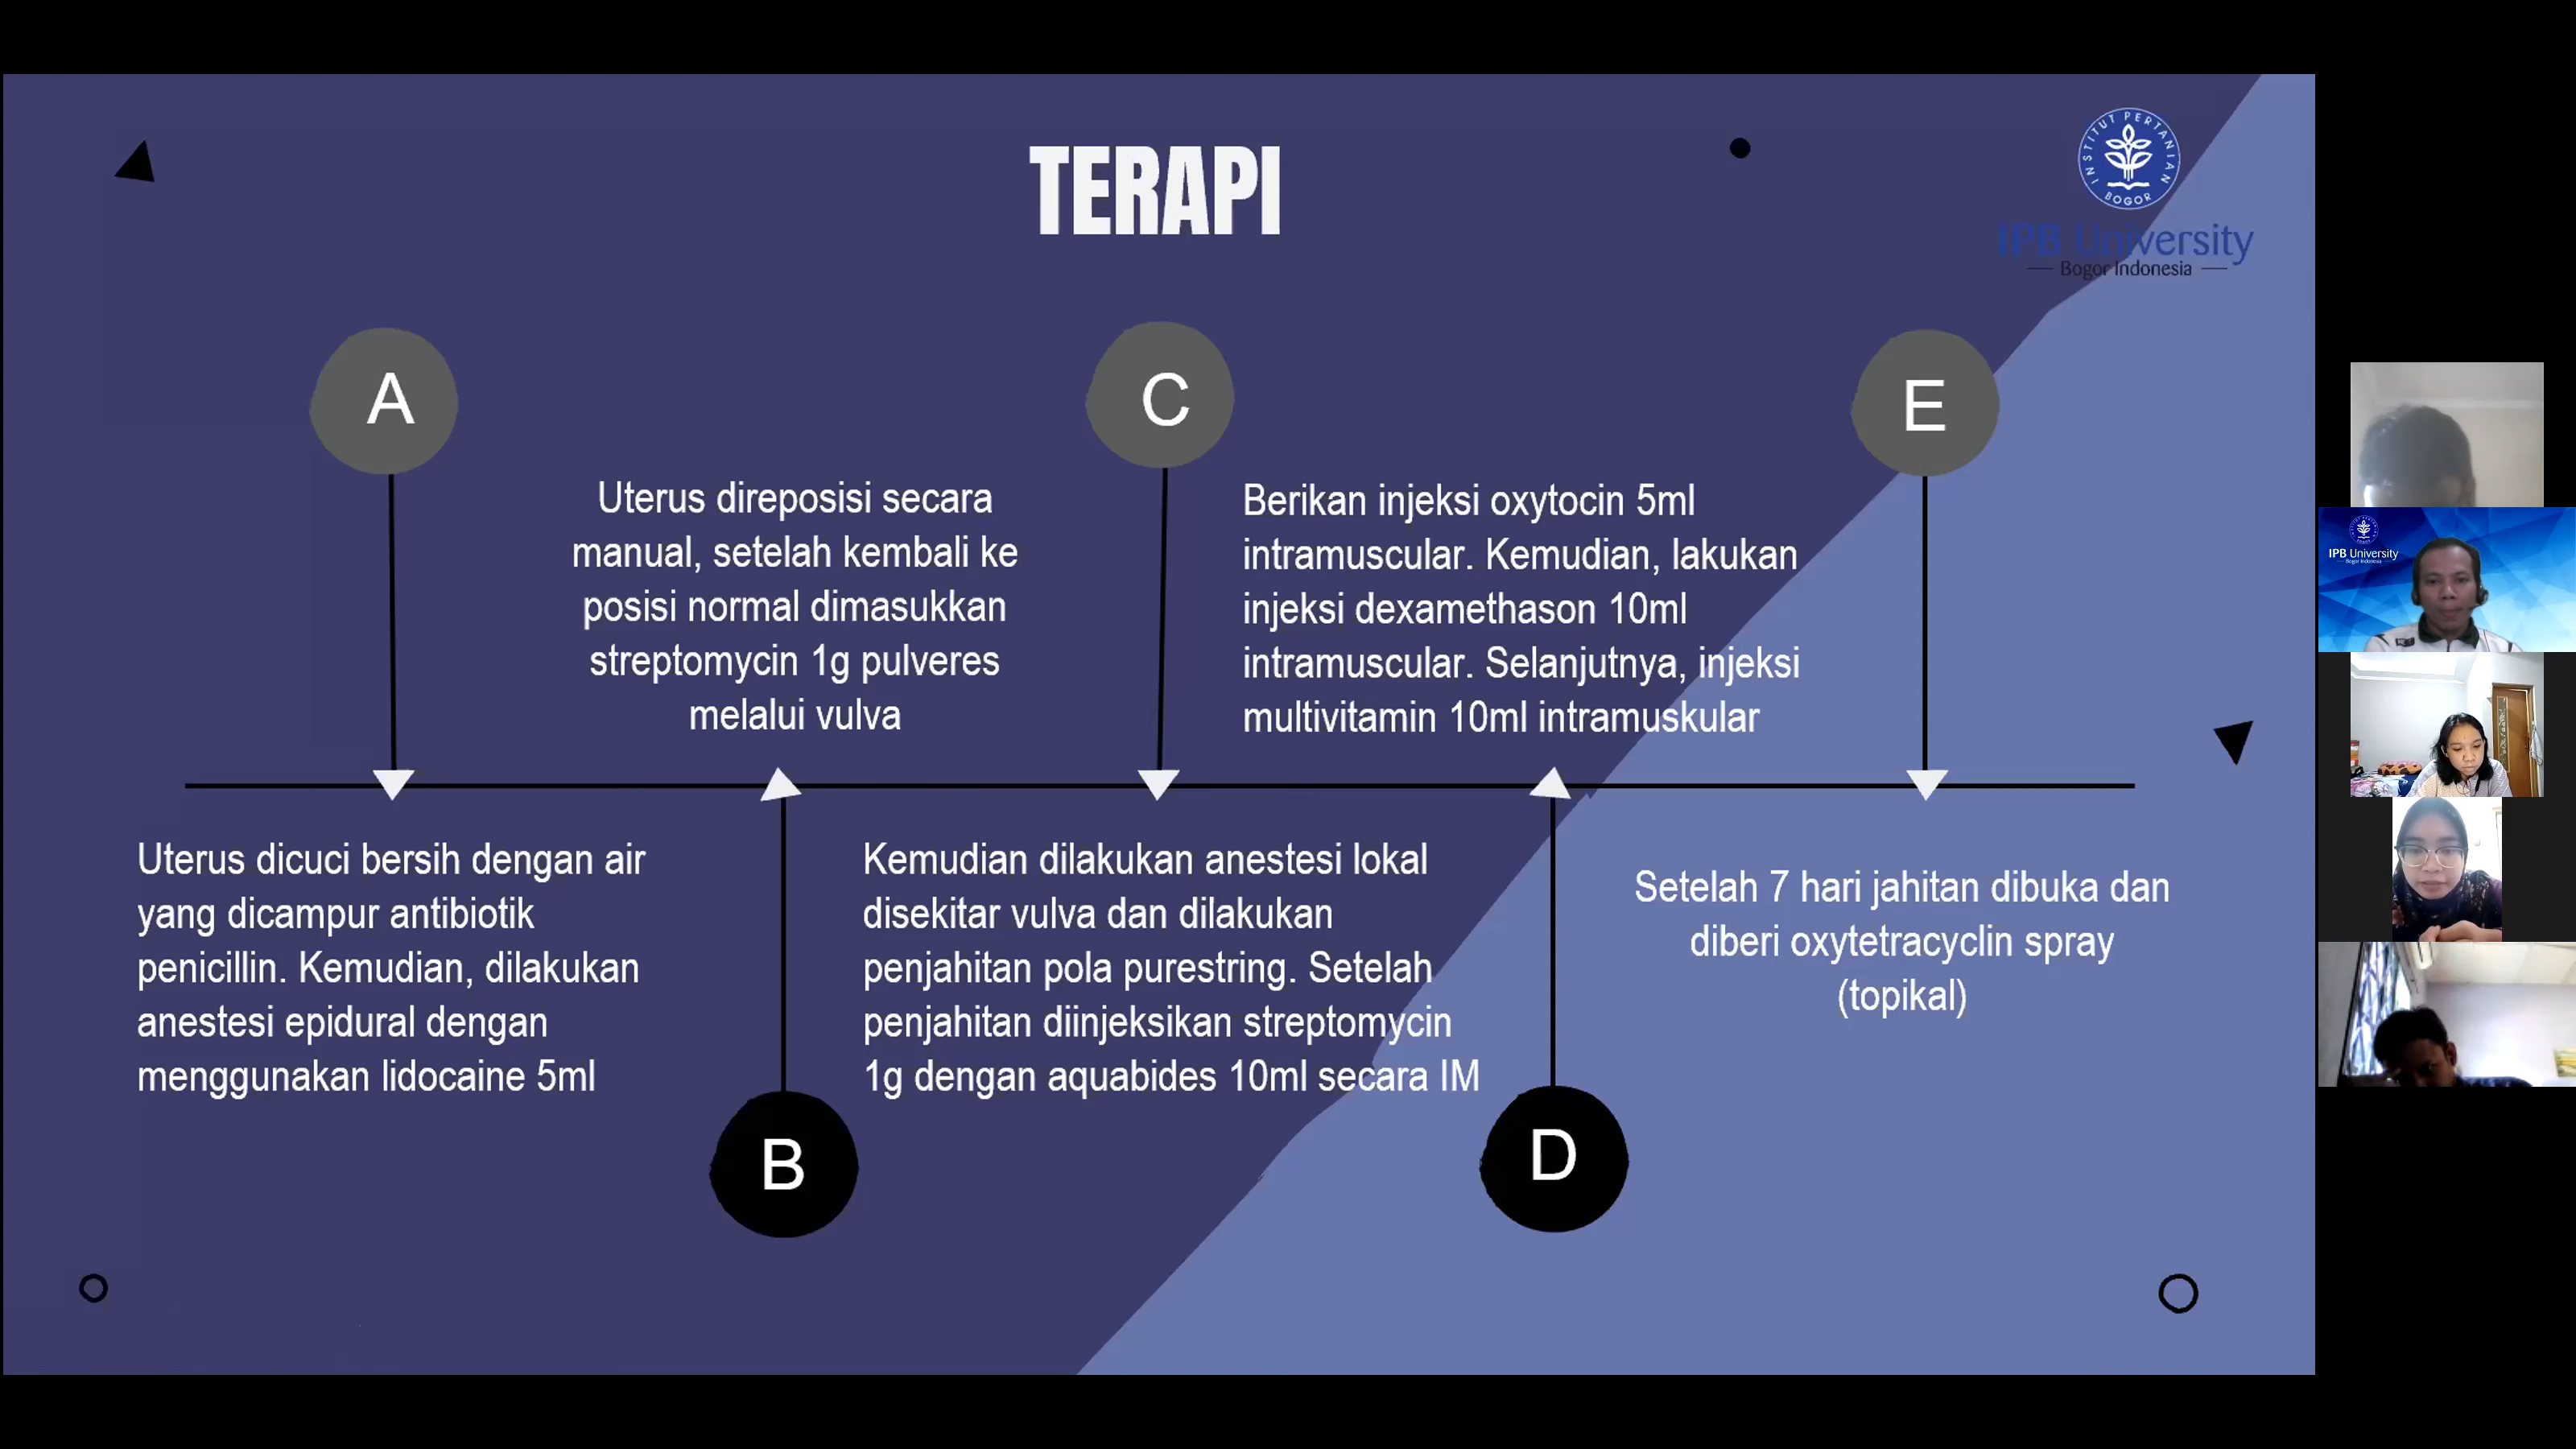 TERAPI
INSTITUT PERTANIAN
BOGOR
IPB University
Bogor Indonesia
A
Uterus dicuci bersih dengan air
yang dicampur antibiotik
penicillin. Kemudian, dilakukan
anestesi epidural dengan
menggunakan lidocaine 5ml
B
Uterus direposisi secara
manual, setelah kembali ke
posisi normal dimasukkan
streptomycin 1g pulveres
melalui vulva
C
Kemudian dilakukan anestesi lokal
disekitar vulva dan dilakukan
penjahitan pola purestring. Setelah
penjahitan diinjeksikan streptomycin
1g dengan aquabides 10ml secara IM
D
Berikan injeksi oxytocin 5ml
intramuscular. Kemudian, lakukan
injeksi dexamethason 10ml
intramuscular. Selanjutnya, injeksi
multivitamin 10ml intramuskular
E
Setelah 7 hari jahitan dibuka dan
diberi oxytetracyclin spray
(topikal)
IPB University
Bogor Indonesia